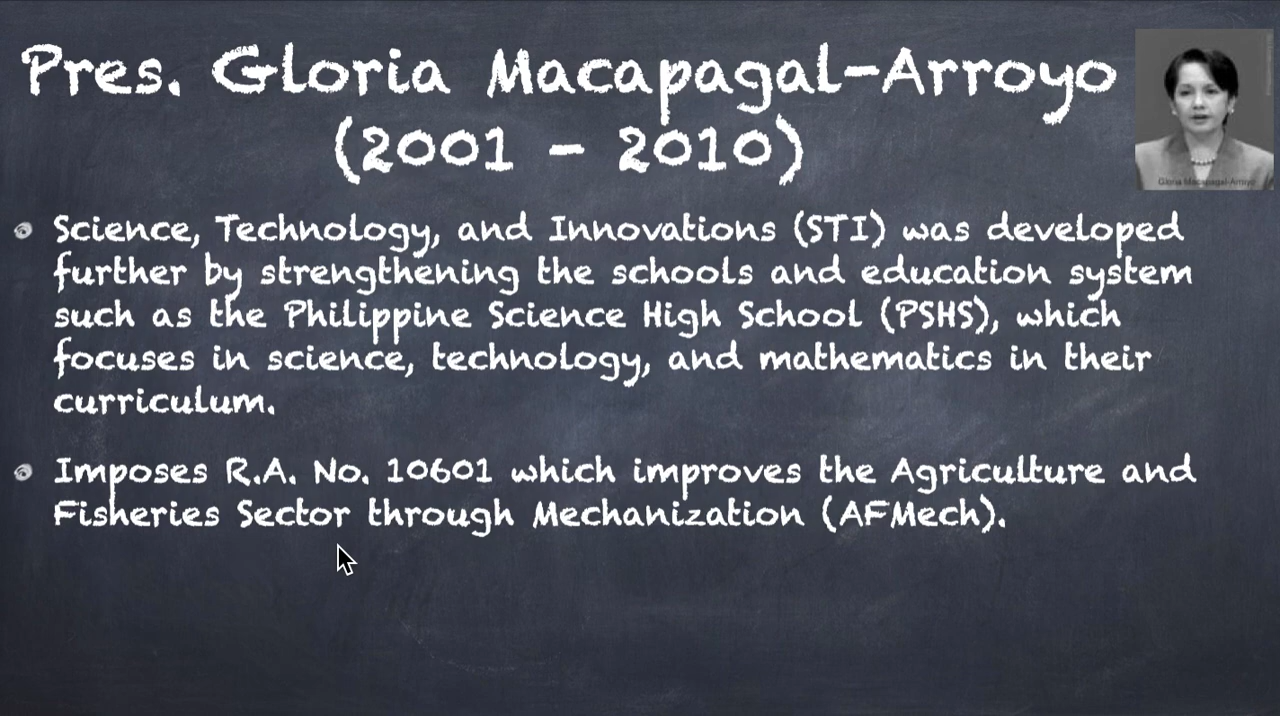 Pres. Gloria Macapagal-Arroyo
(2001 - 2010)
Gloria Macapagal-Arroyo
Science, Technology, and Innovations (STI) was developed
further by strengthening the schools and education system
such as the Philippine Science High School (PSHS), which
focuses in science, technology, and mathematics in their
curriculum.
Imposes R.A. No. 10601 which improves the Agriculture and
Fisheries Sector through Mechanization (AFMech).